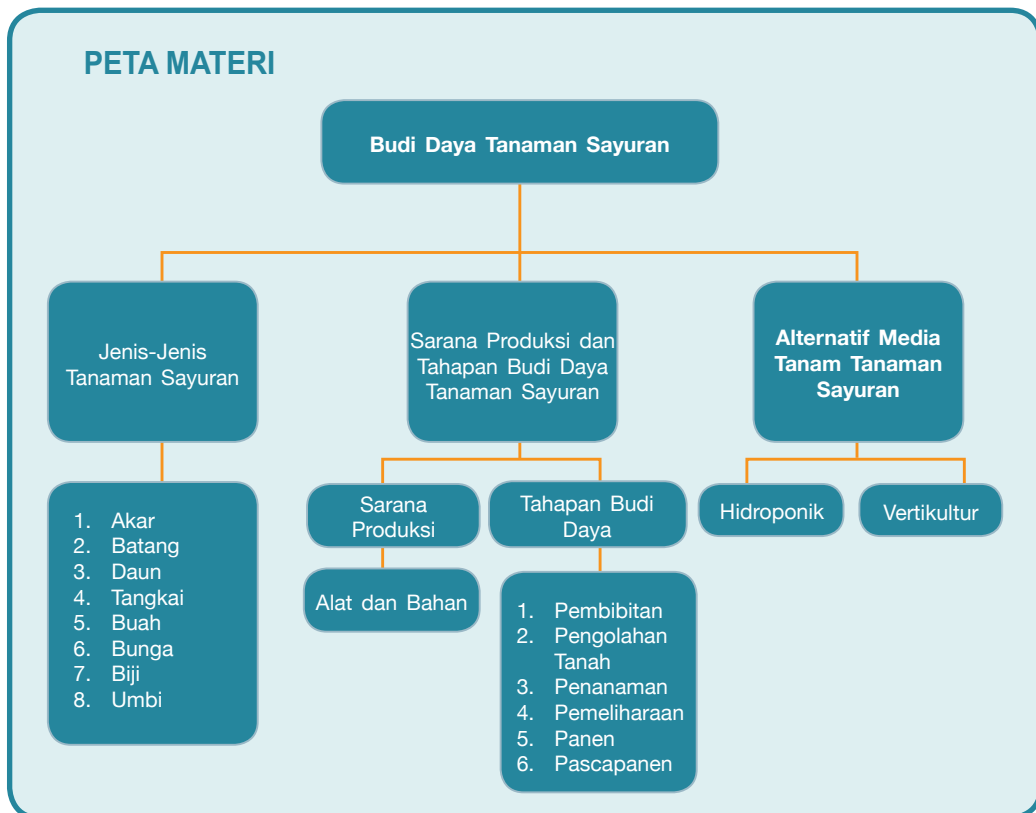 PETA MATERI
Budi Daya Tanaman Sayuran
Jenis-Jenis
Tanaman Sayuran
1. Akar
2. Batang
3. Daun
4. Tangkai
5. Buah
6. Bunga
7. Biji
8. Umbi
Sarana Produksi dan
Tahapan Budi Daya
Tanaman Sayuran
Sarana
Produksi
Alat dan Bahan
Tahapan Budi
Daya
1. Pembibitan
2. Pengolahan
Tanah
3. Penanaman
4. Pemeliharaan
5. Panen
6. Pascapanen
Alternatif Media
Tanam Tanaman
Sayuran
Hidroponik
Vertikultur